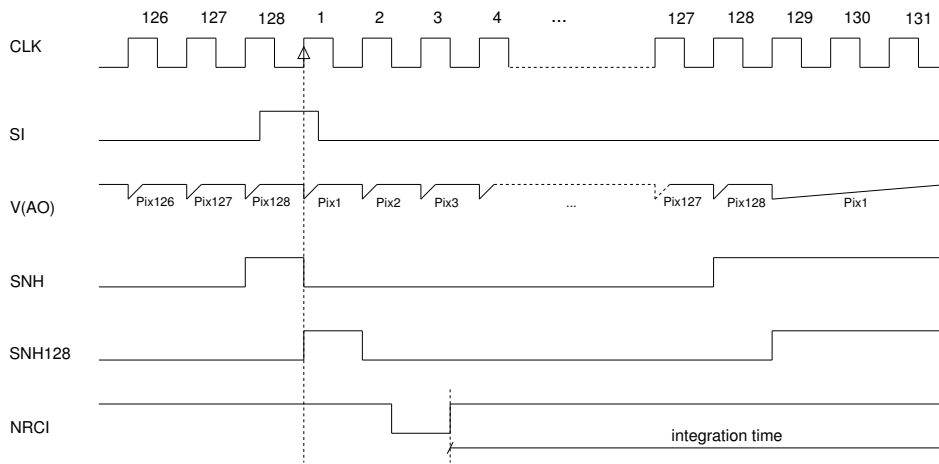 126 127 128 1 2 3 4 ... 127 128 129 130 131
CLK
SI
V(AO)
Pix126 Pix127 Pix128 Pix1 Pix2 Pix3 ... Pix127 Pix128 Pix1
SNH
SNH128
NRCI
integration time